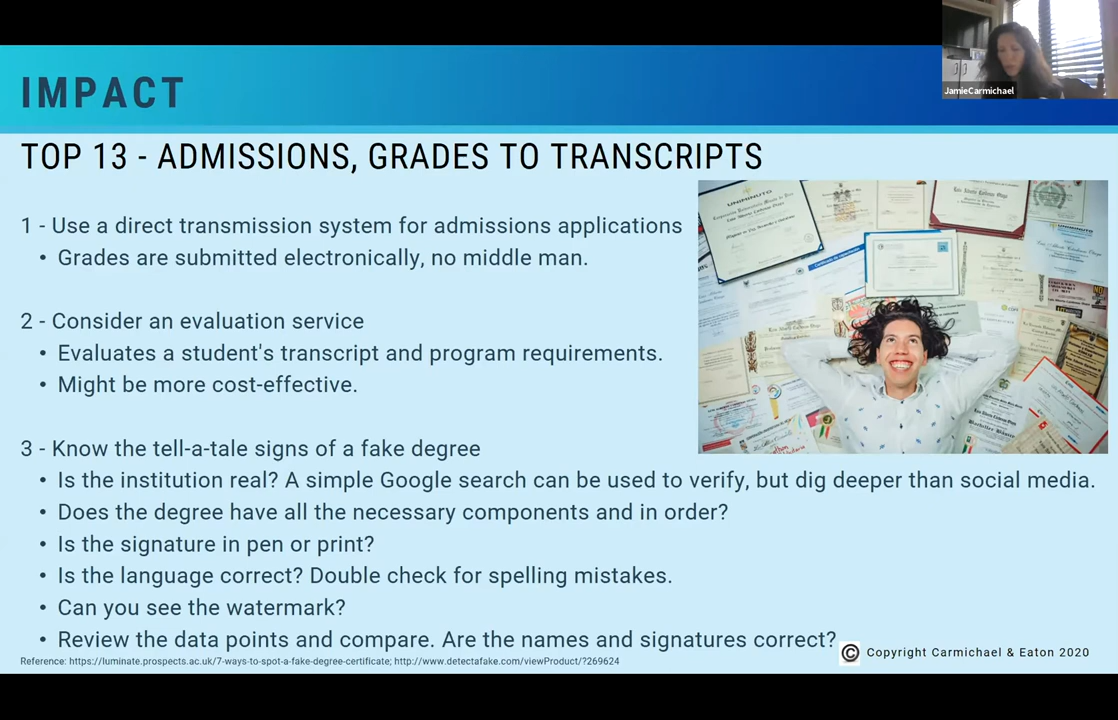 JamieCarmichael
IMPACT
TOP 13 - ADMISSIONS, GRADES TO TRANSCRIPTS
1 - Use a direct transmission system for admissions applications
• Grades are submitted electronically, no middle man.
2 - Consider an evaluation service
• Evaluates a student's transcript and program requirements.
• Might be more cost-effective.
UNIMINUTO
3 - Know the tell-a-tale signs of a fake degree
• Is the institution real? A simple Google search can be used to verify, but dig deeper than social media.
• Does the degree have all the necessary components and in order?
• Is the signature in pen or print?
• Is the language correct? Double check for spelling mistakes.
• Can you see the watermark?
• Review the data points and compare. Are the names and signatures correct?
Reference: https://luminate.prospects.ac.uk/7-ways-to-spot-a-fake-degree-certificate; http://www.detectafake.com/viewProduct/?269624
© Copyright Carmichael & Eaton 2020